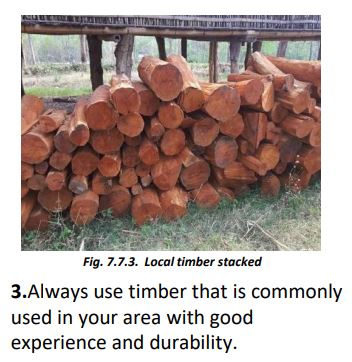 Fig. 7.7.3.  Local timber stacked
3.Always use timber that is commonly
used in your area with good
experience and durability.